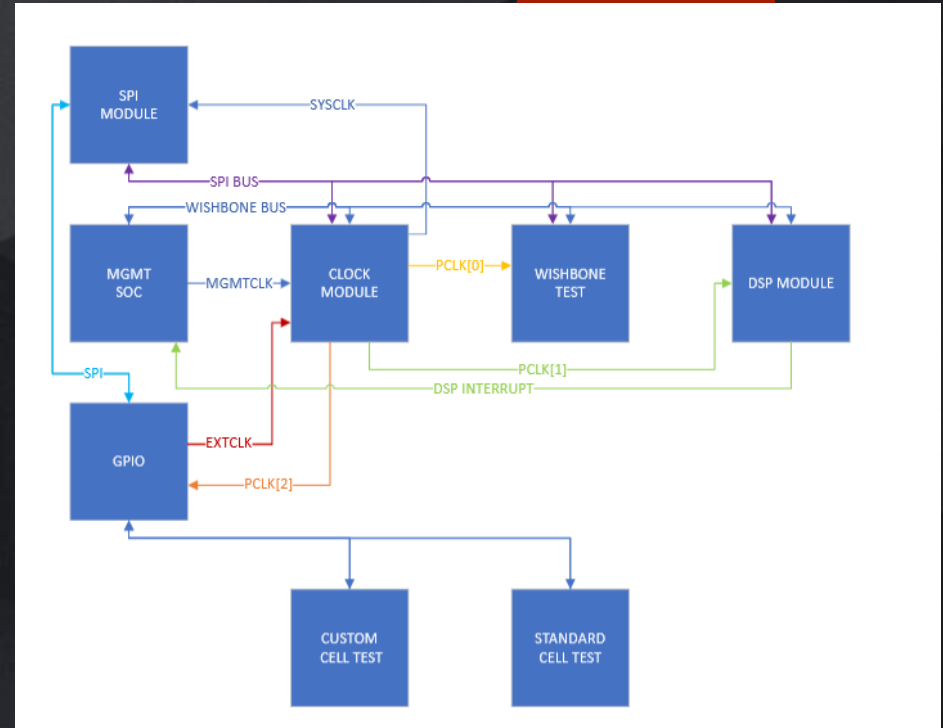 SPI
MODULE
SYSCLK
SPI BUS
WISHBONE BUS
MGMT
SOC
MGMTCLK
CLOCK
MODULE
PCLK[0]
WISHBONE
TEST
DSP MODULE
PCLK[1]
SPI
DSP INTERRUPT
EXTCLK
GPIO
PCLK[2]
CUSTOM
CELL TEST
STANDARD
CELL TEST